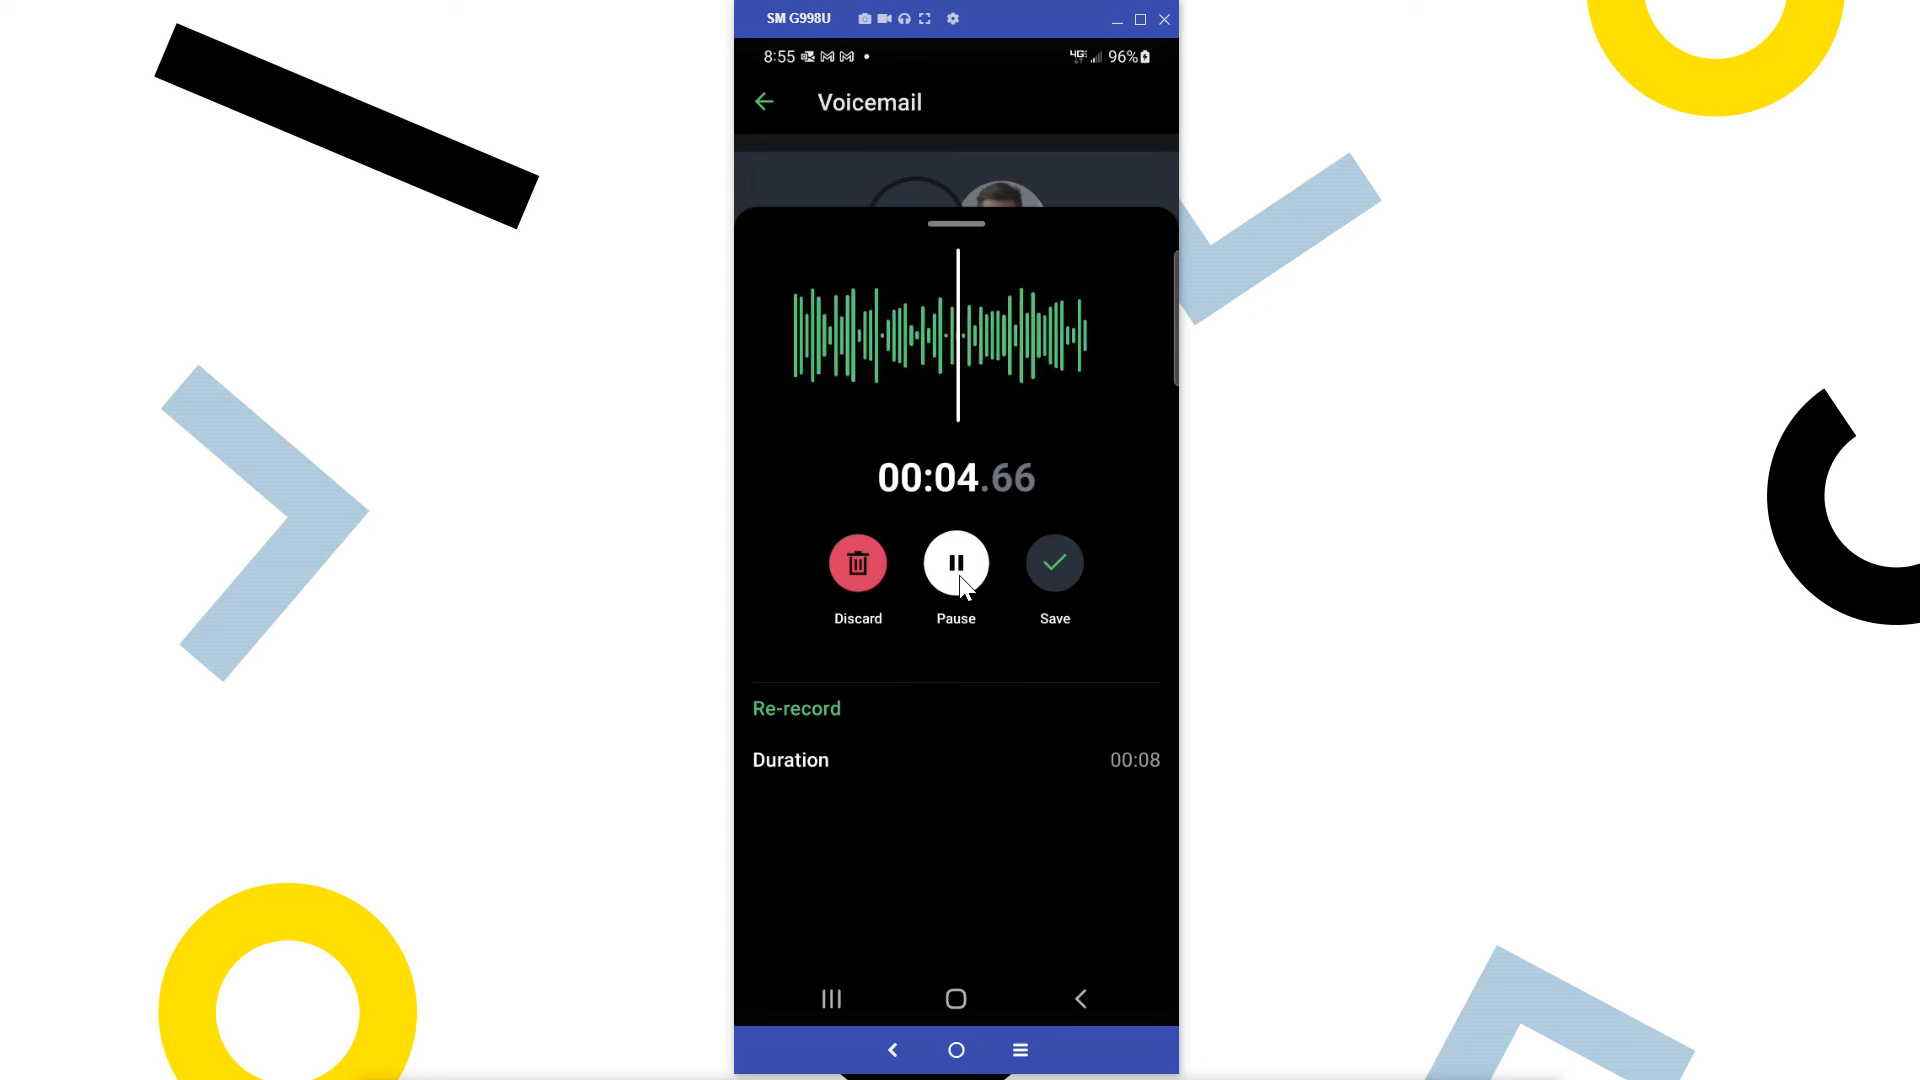 SM G998U
8:55 96%
Voicemail
00:04.66
Discard Pause Save
Re-record
Duration 00:08